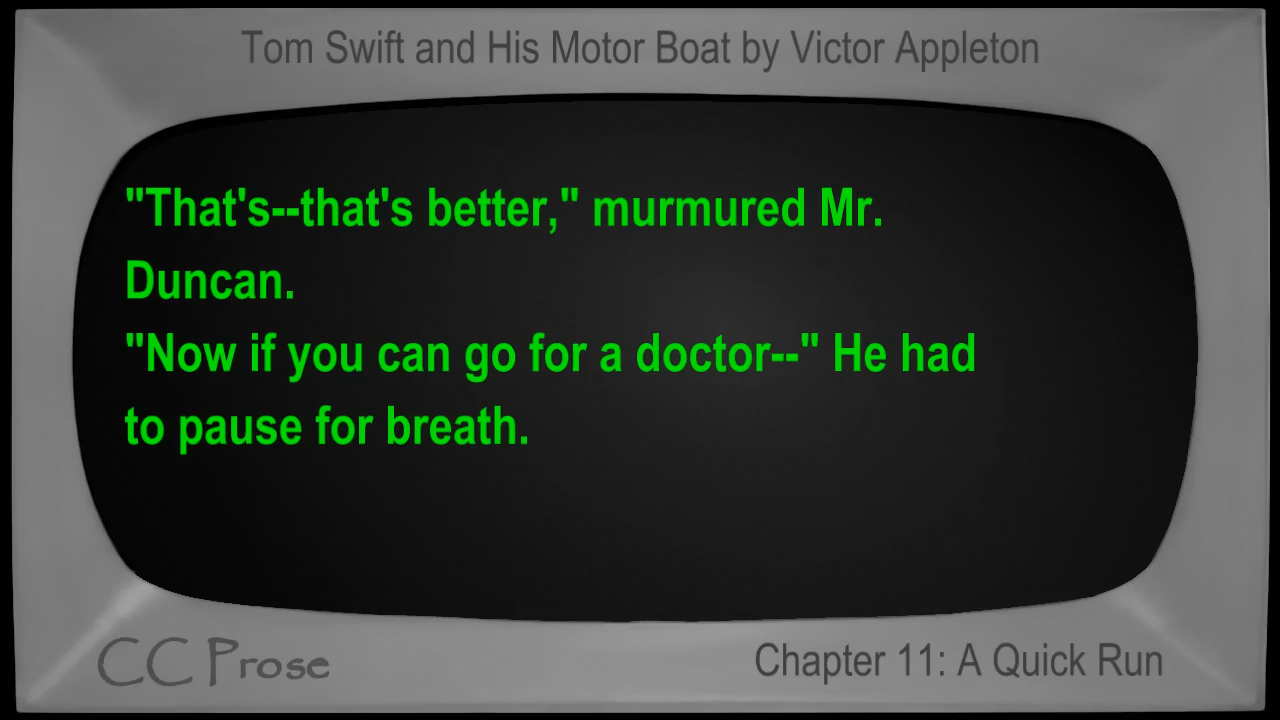 Tom Swift and His Motor Boat by Victor Appleton
"That's--that's better," murmured Mr.
Duncan.
"Now if you can go for a doctor--" He had
to pause for breath.
CC Prose
Chapter 11: A Quick Run